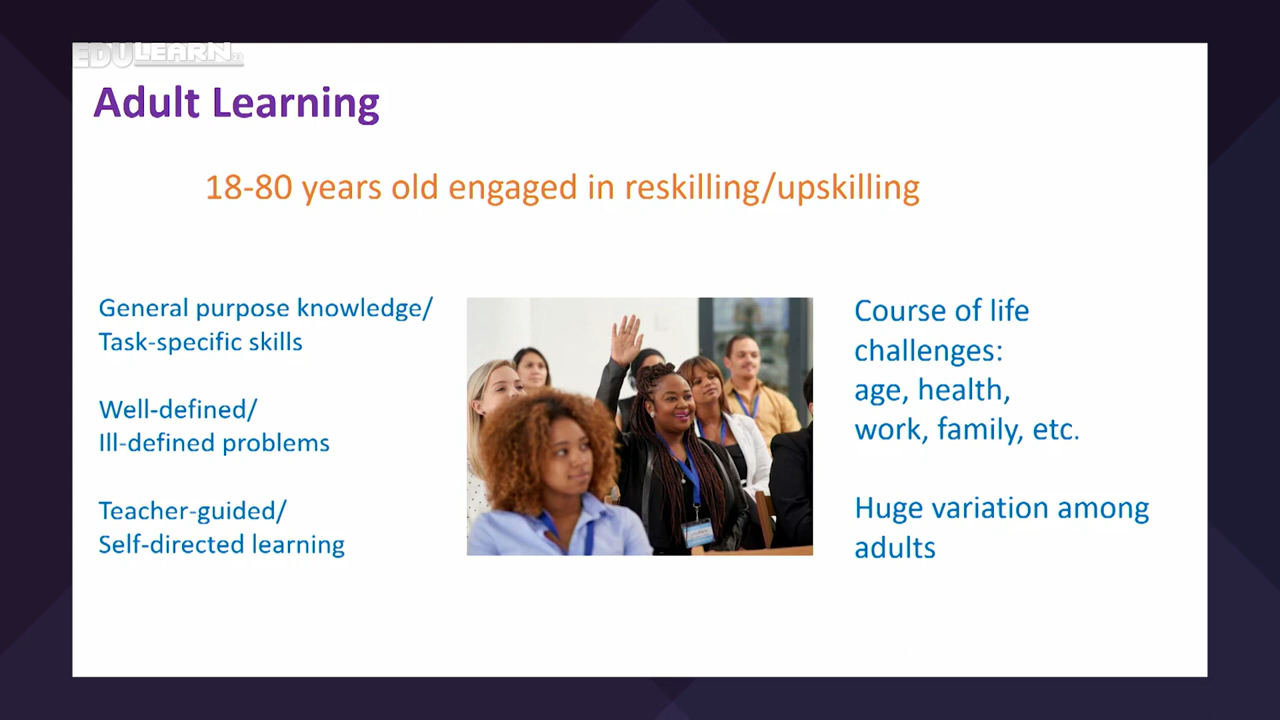 EDULEARN23
Adult Learning
18-80 years old engaged in reskilling/upskilling
General purpose knowledge/
Task-specific skills
Well-defined/
Ill-defined problems
Teacher-guided/
Self-directed learning
Course of life
challenges:
age, health,
work, family, etc.
Huge variation among
adults